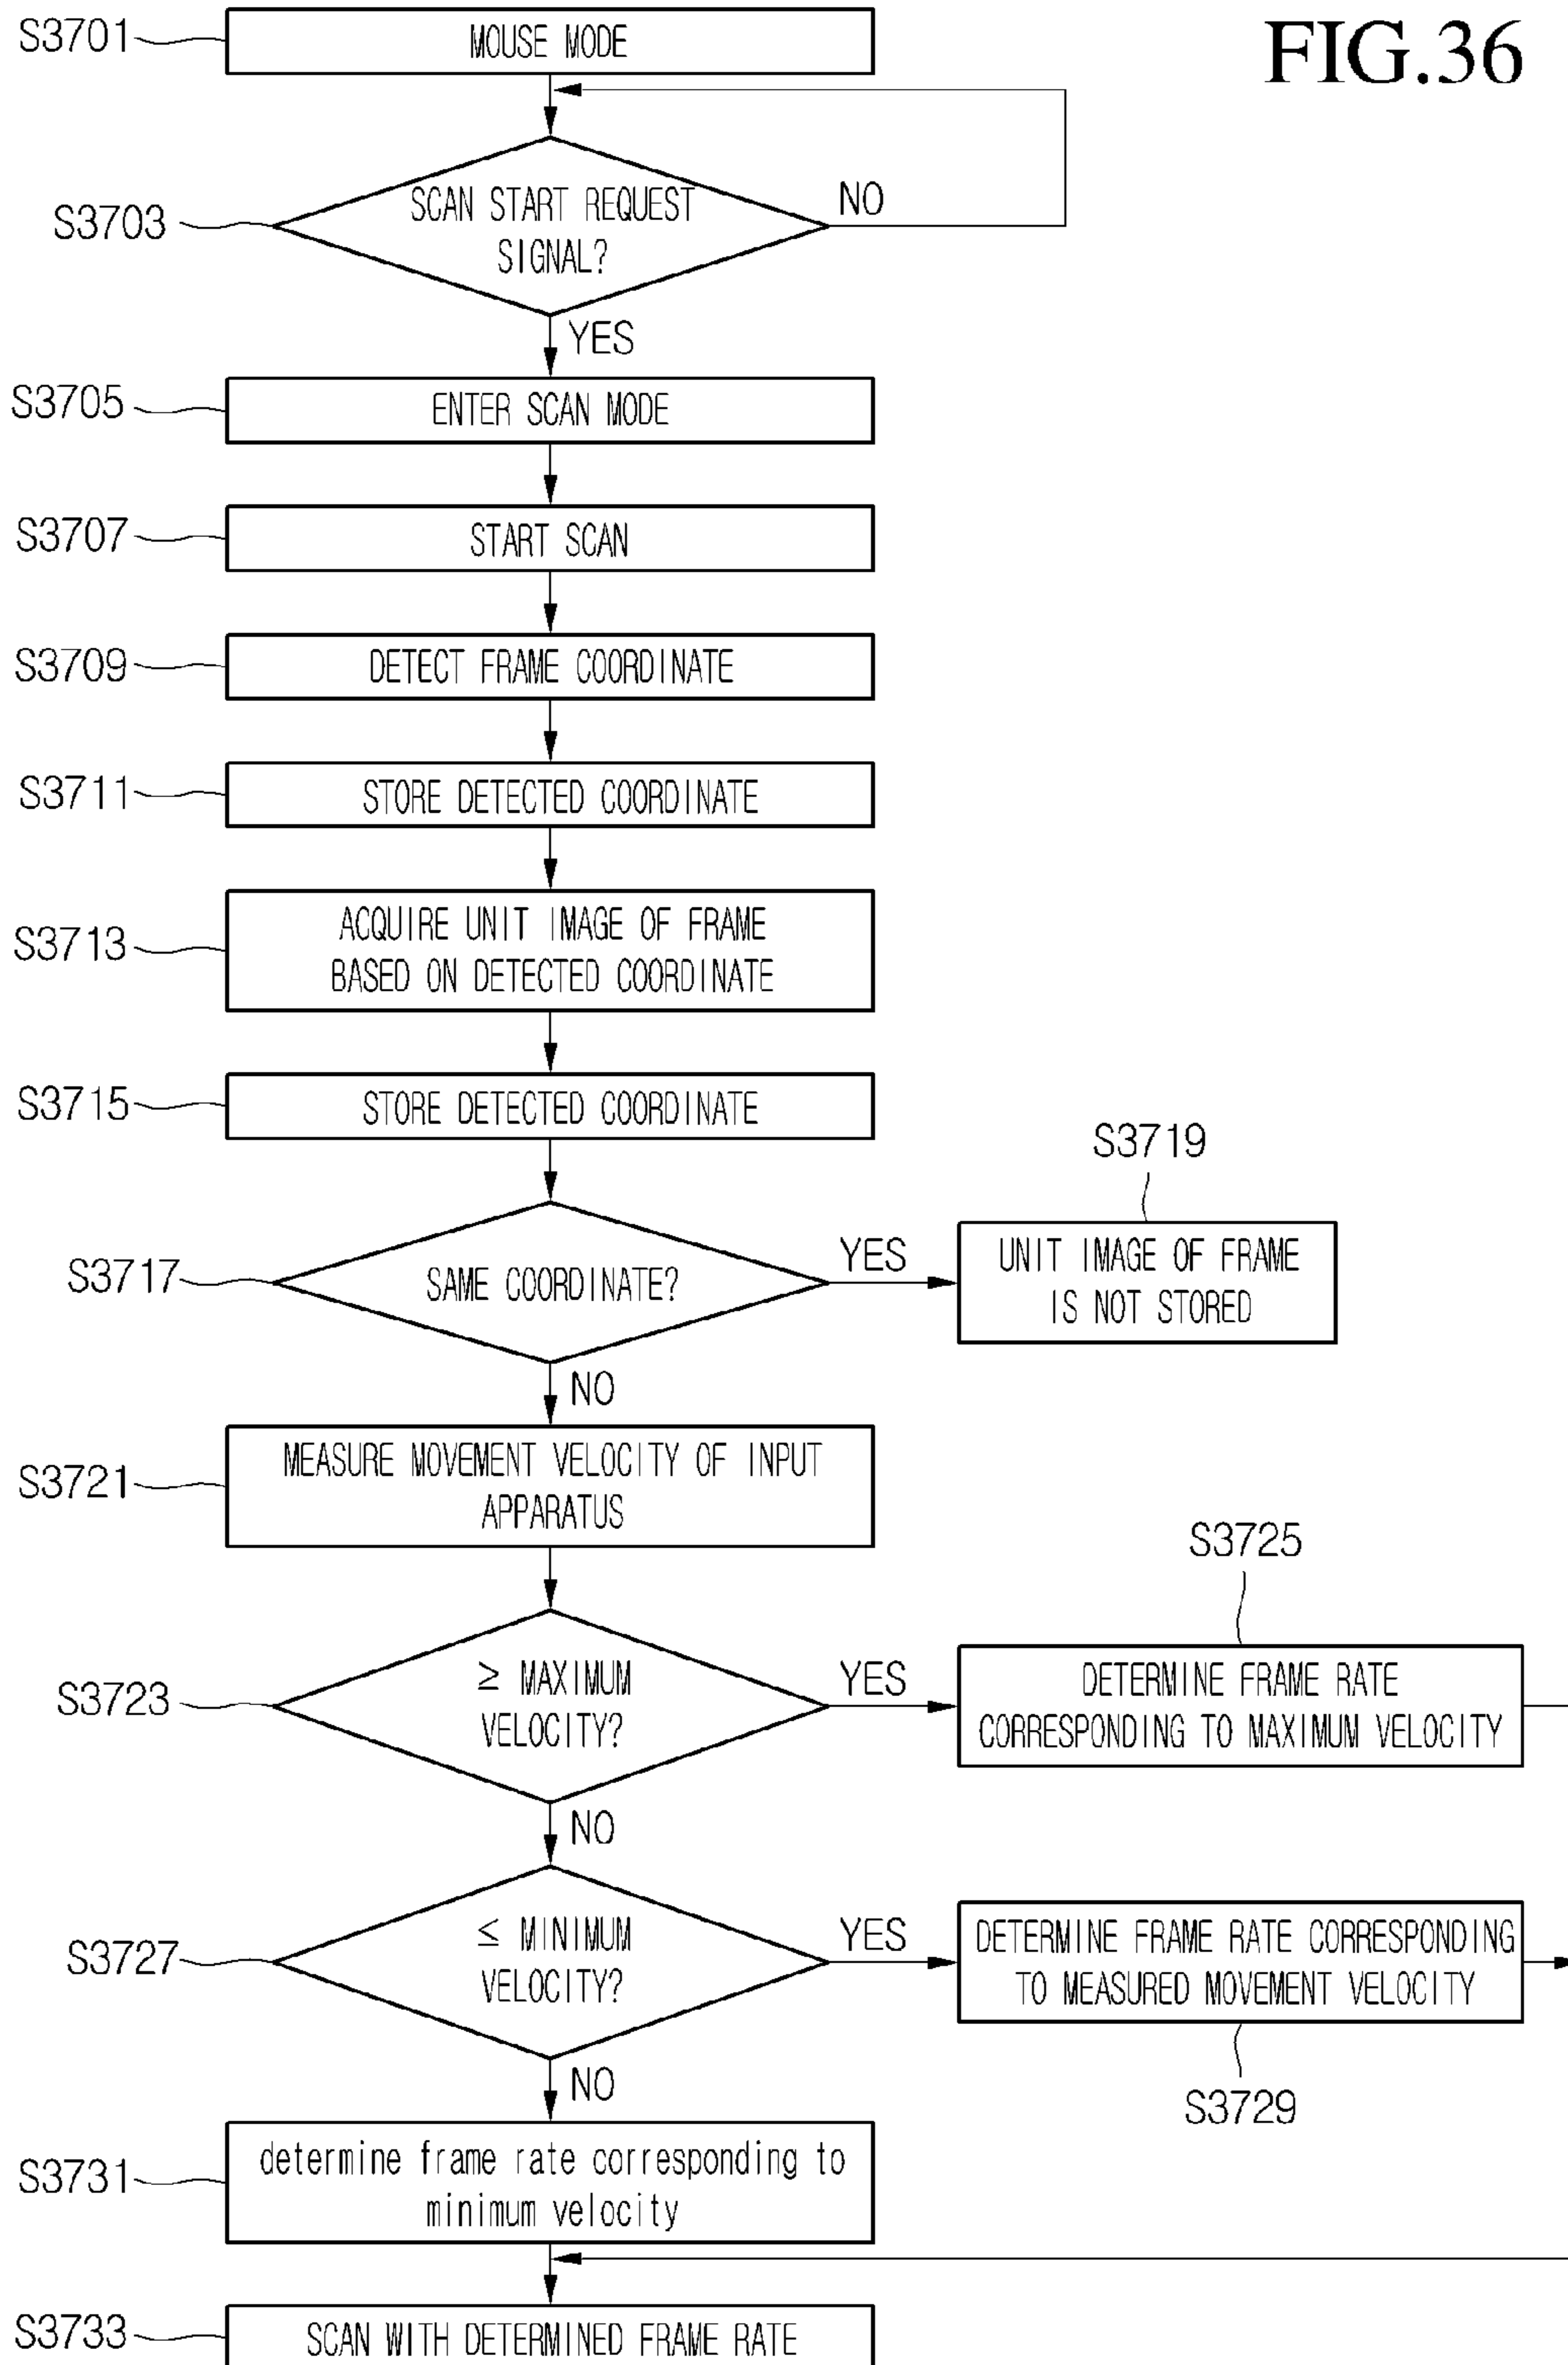 FIG.36
S3701
MOUSE MODE
S3703
SCAN START REQUEST
SIGNAL?
NO
YES
S3705
ENTER SCAN MODE
S3707
START SCAN
S3709
DETECT FRAME COORDINATE
S3711
STORE DETECTED COORDINATE
S3713
ACQUIRE UNIT IMAGE OF FRAME
BASED ON DETECTED COORDINATE
S3715
STORE DETECTED COORDINATE
S3717
SAME COORDINATE?
YES
S3719
UNIT IMAGE OF FRAME
IS NOT STORED
NO
S3721
MEASURE MOVEMENT VELOCITY OF INPUT
APPARATUS
S3723
≥ MAXIMUM
VELOCITY?
YES
S3725
DETERMINE FRAME RATE
CORRESPONDING TO MAXIMUM VELOCITY
NO
S3727
≤ MINIMUM
VELOCITY?
YES
DETERMINE FRAME RATE CORRESPONDING
TO MEASURED MOVEMENT VELOCITY
S3729
NO
S3731
determine frame rate corresponding to
minimum velocity
S3733
SCAN WITH DETERMINED FRAME RATE